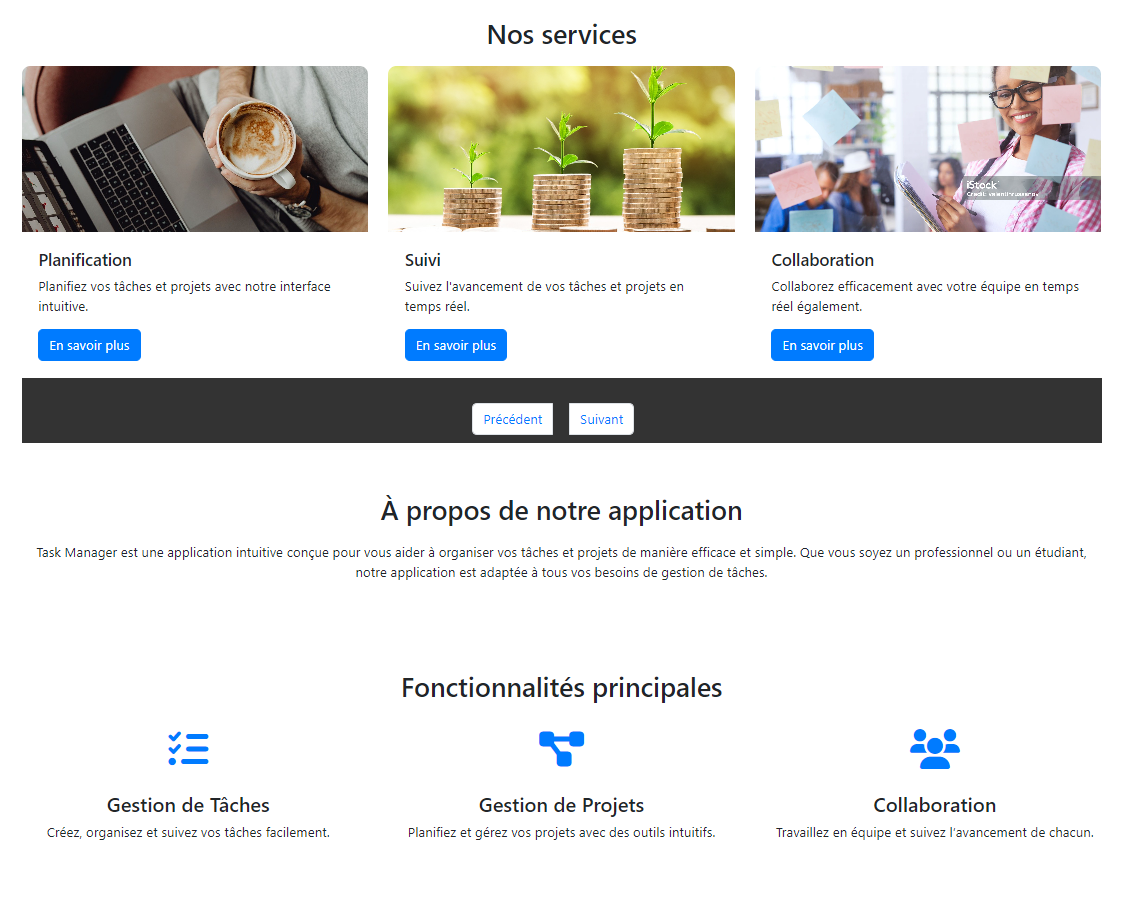 Nos services
iStock
Credit: valentinrussanov
Planification
Planifiez vos tâches et projets avec notre interface
intuitive.
En savoir plus
Suivi
Suivez l'avancement de vos tâches et projets en
temps réel.
En savoir plus
Collaboration
Collaborez efficacement avec votre équipe en temps
réel également.
En savoir plus
Précédent
Suivant
À propos de notre application
Task Manager est une application intuitive conçue pour vous aider à organiser vos tâches et projets de manière efficace et simple. Que vous soyez un professionnel ou un étudiant,
notre application est adaptée à tous vos besoins de gestion de tâches.
Fonctionnalités principales
Gestion de Tâches
Créez, organisez et suivez vos tâches facilement.
Gestion de Projets
Planifiez et gérez vos projets avec des outils intuitifs.
Collaboration
Travaillez en équipe et suivez l'avancement de chacun.